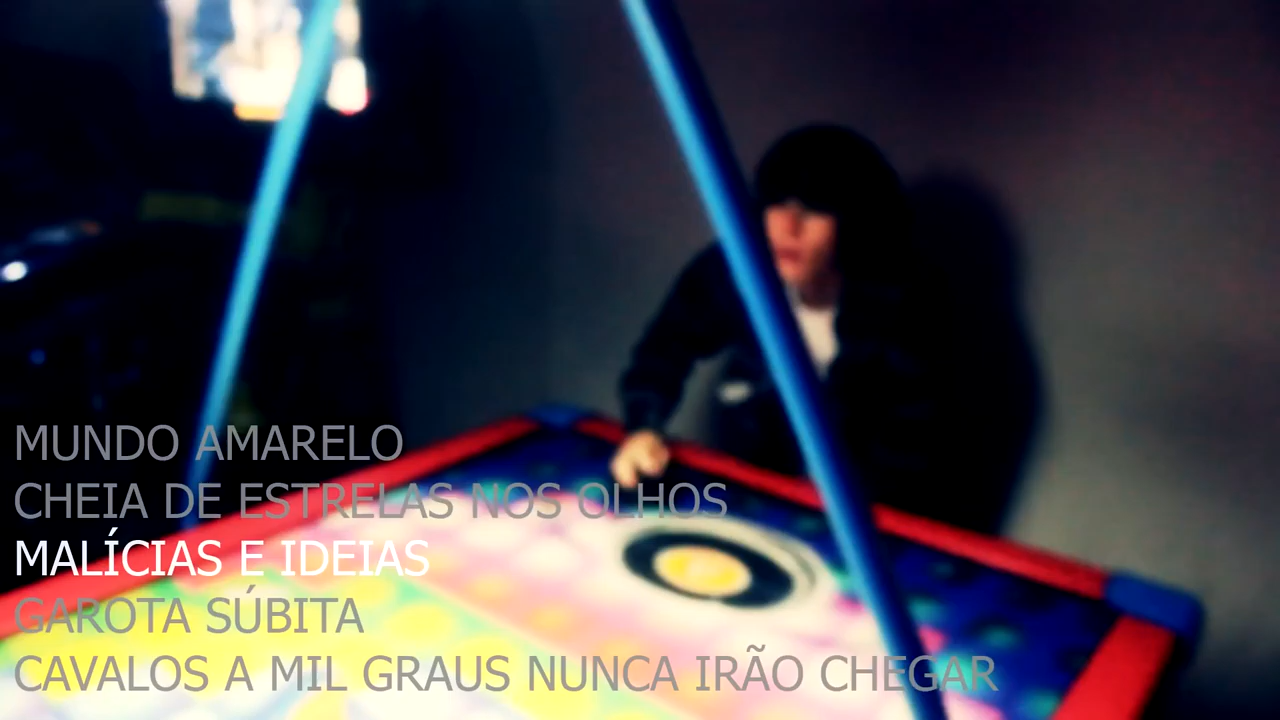 MUNDO AMARELO
CHEIA DE ESTRELAS NOS OLHOS
MALÍCIAS E IDEIAS
GAROTA SÚBITA
CAVALOS A MIL GRAUS NUNCA IRÃO CHEGAR